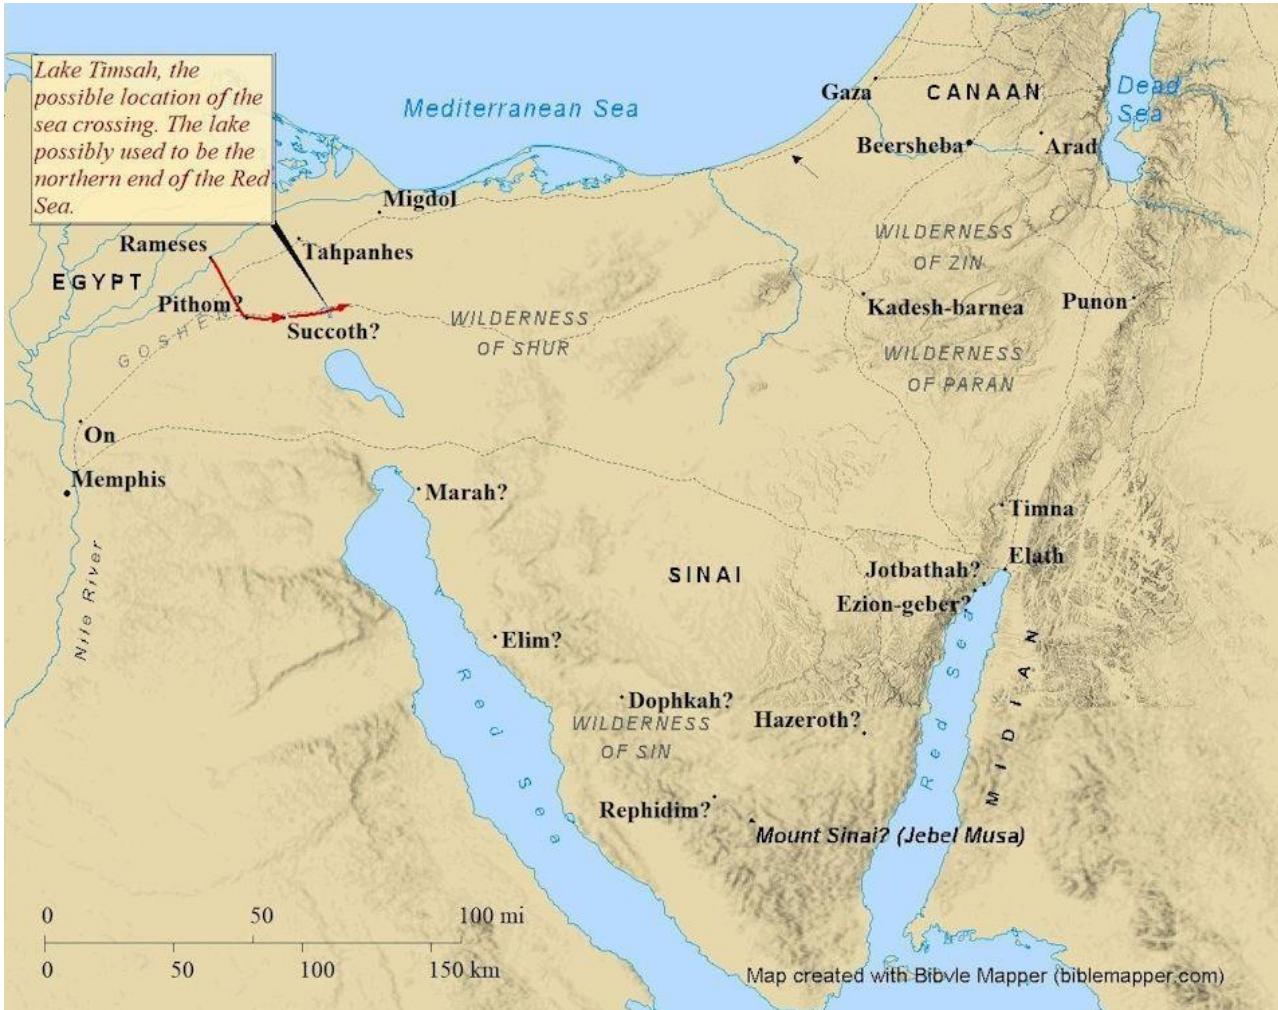 Lake Timsah, the
possible location of the
sea crossing. The lake
possibly used to be the
northern end of the Red
Sea.
Mediterranean Sea
Gaza
CANAAN
Dead
Sea
Beersheba
Arad
Migdol
Rameses
Tahpanhes
EGYPT
WILDERNESS
OF ZIN
Pithom?
Kadesh-barnea
Punon
GOSHEN
Succoth?
WILDERNESS
OF SHUR
WILDERNESS
OF PARAN
On
Memphis
Marah?
Timna
Nile River
SINAI
Elath
Jotbathah?
Ezion-geber?
Elim?
Red Sea
Red Sea
MIDIAN
Dophkah?
WILDERNESS
OF SIN
Hazeroth?
Rephidim?
Mount Sinai? (Jebel Musa)
0 50 100 mi
0 50 100 150 km
Map created with Bibvle Mapper (biblemapper.com)